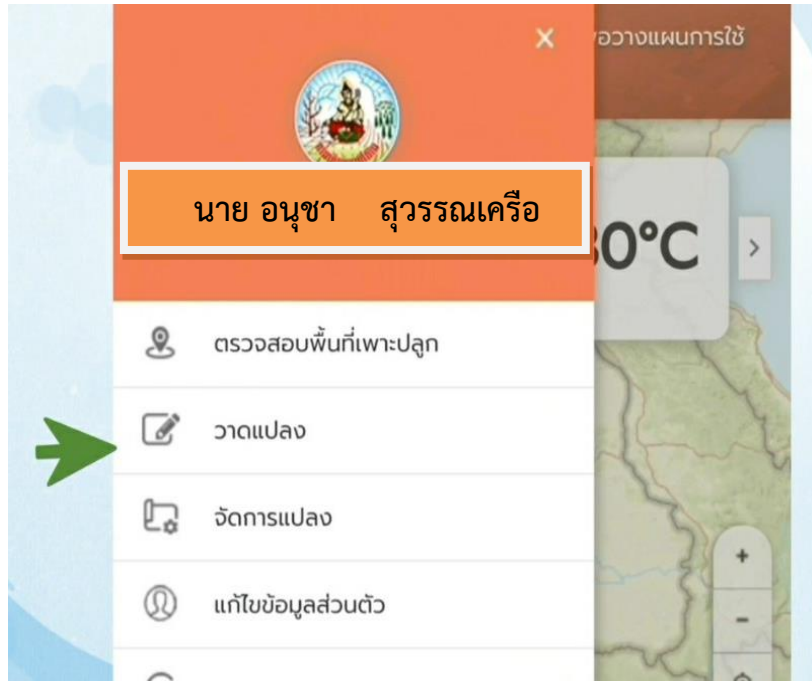 อวางแผนการใช้
นาย อนุชา สุวรรณเครือ
0°C
ตรวจสอบพื้นที่เพาะปลูก
วาดแปลง
จัดการแปลง
แก้ไขข้อมูลส่วนตัว